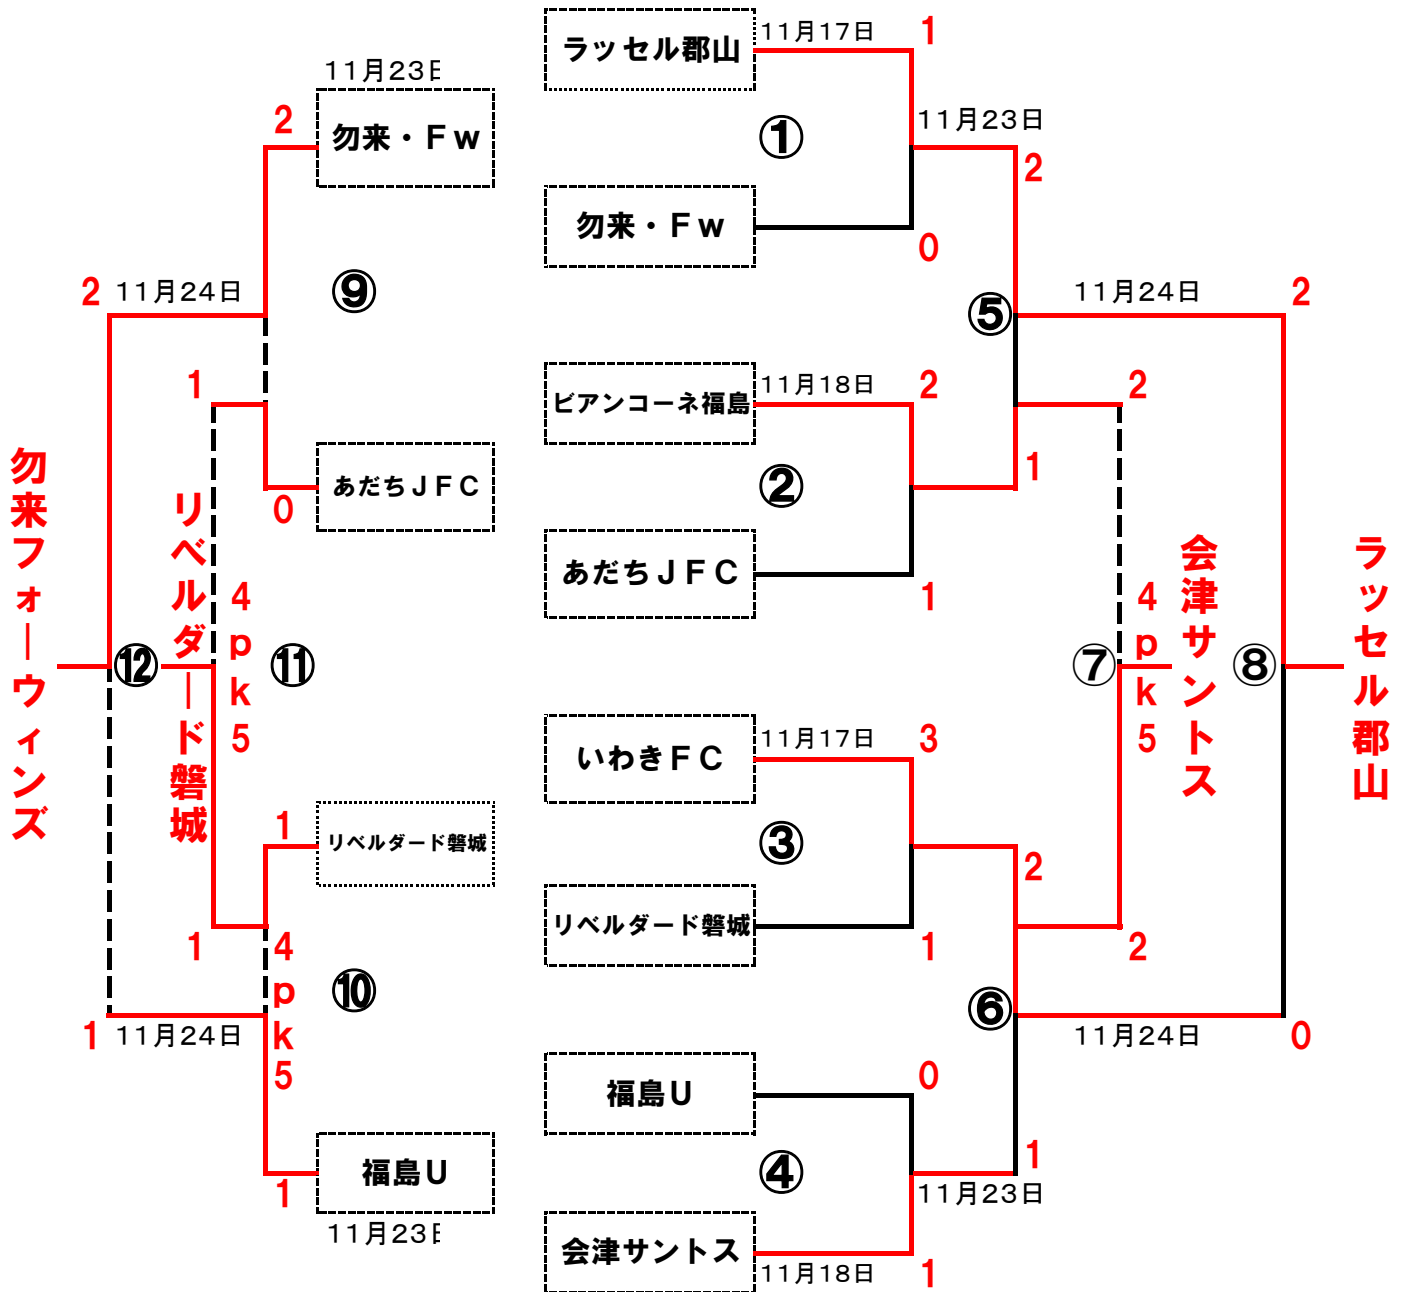 ラッセル郡山
11月17日
1
11月23日
勿来・Fw
2
①
11月23日
2
勿来・Fw
0
⑨
2
11月24日
⑤
11月24日
2
1
ビアンコーネ福島
11月18日
2
2
あだちJFC
0
②
1
あだちJFC
1
勿来フォーウィンズ
⑫
リベルダード磐城
4pk5
⑪
⑦
4pk5
会津サントス
⑧
ラッセル郡山
いわきFC
11月17日
3
1
リベルダード磐城
③
2
リベルダード磐城
1
1
4pk5
2
⑩
⑥
1
11月24日
11月24日
0
福島U
0
福島U
1
11月23日
④
1
11月23日
会津サントス
11月18日
1